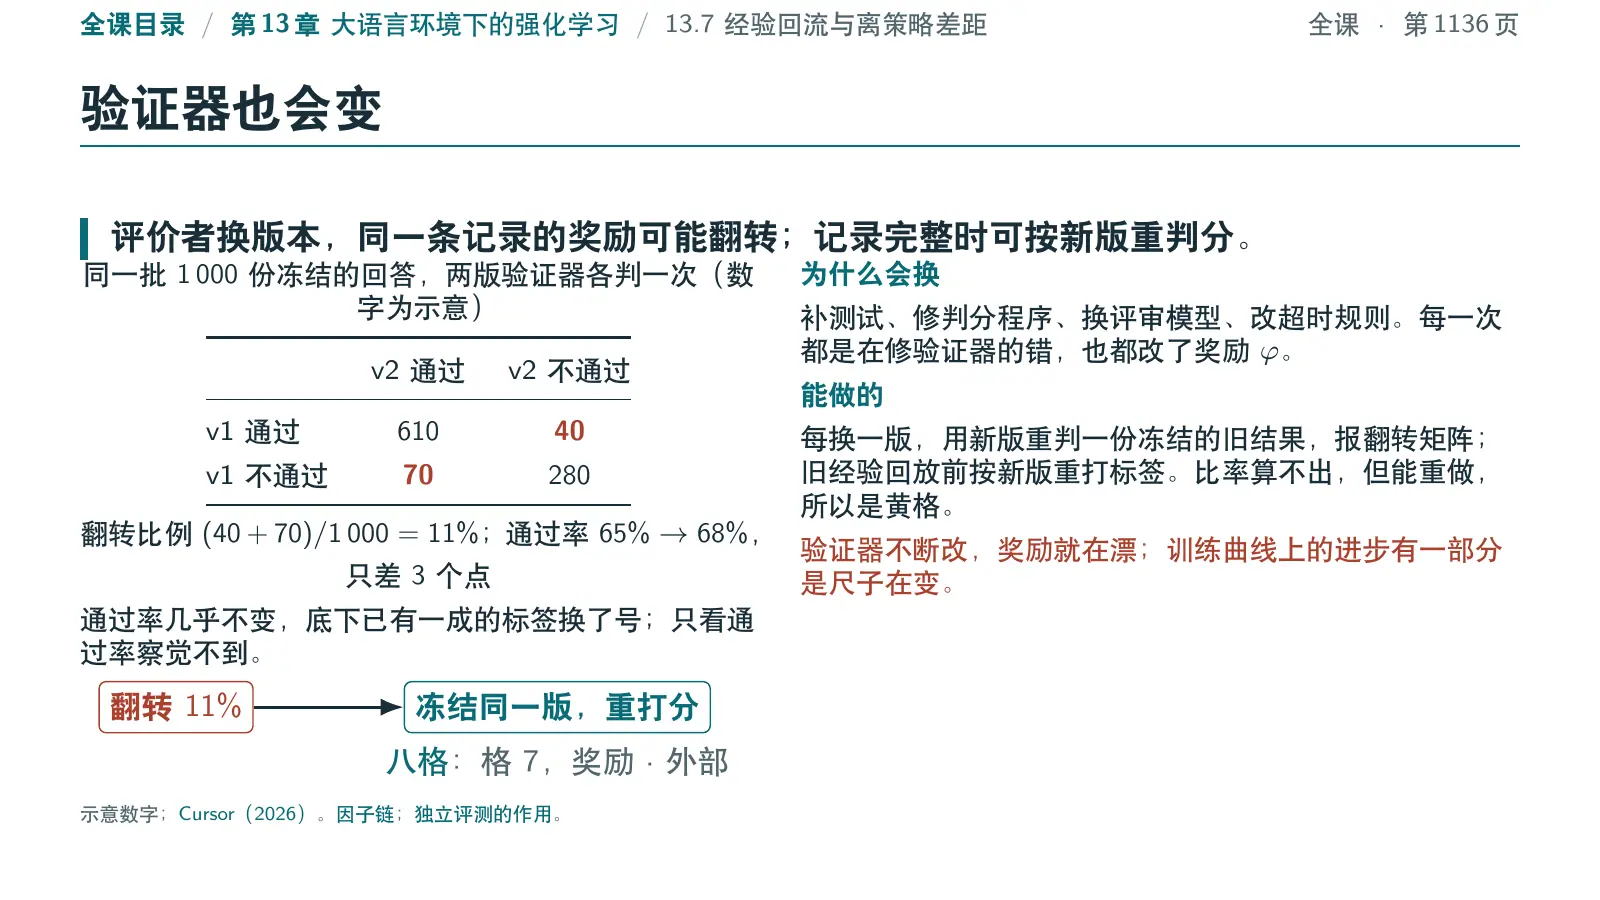 全课目录 / 第 13 章 大语言环境下的强化学习 / 13.7 经验回流与离策略差距
全课 · 第 1136 页
验证器也会变
评价者换版本，同一条记录的奖励可能翻转；记录完整时可按新版重判分。
同一批 1 000 份冻结的回答，两版验证器各判一次（数
字为示意）
v2 通过 v2 不通过
v1 通过 610 40
v1 不通过 70 280
翻转比例 (40 + 70)/1 000 = 11%；通过率 65% → 68%，
只差 3 个点
通过率几乎不变，底下已有一成的标签换了号；只看通
过率察觉不到。
翻转 11%
冻结同一版，重打分
八格：格 7，奖励 · 外部
为什么会换
补测试、修判分程序、换评审模型、改超时规则。每一次
都是在修验证器的错，也都改了奖励 φ。
能做的
每换一版，用新版重判一份冻结的旧结果，报翻转矩阵；
旧经验回放前按新版重打标签。比率算不出，但能重做，
所以是黄格。
验证器不断改，奖励就在漂；训练曲线上的进步有一部分
是尺子在变。
示意数字；Cursor（2026）。因子链；独立评测的作用。